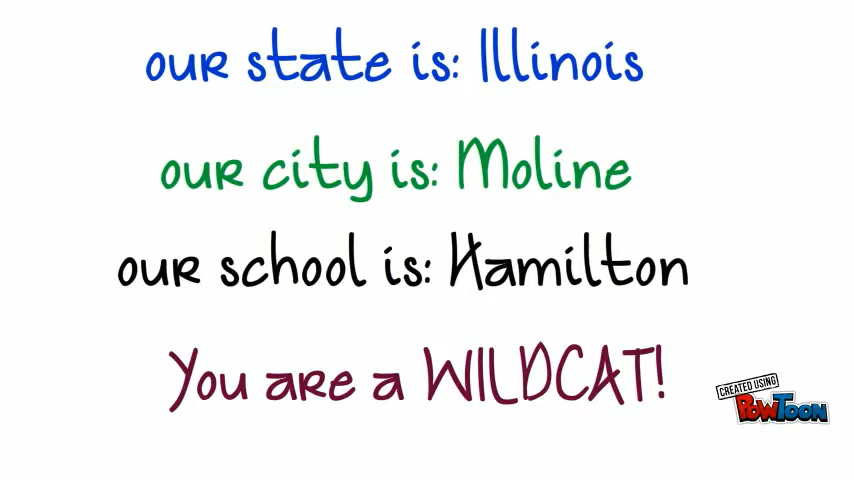 our state is: Illinois
our city is: Moline
our school is: Hamilton
You are a WILDCAT!
CREATED USING
POWTOON